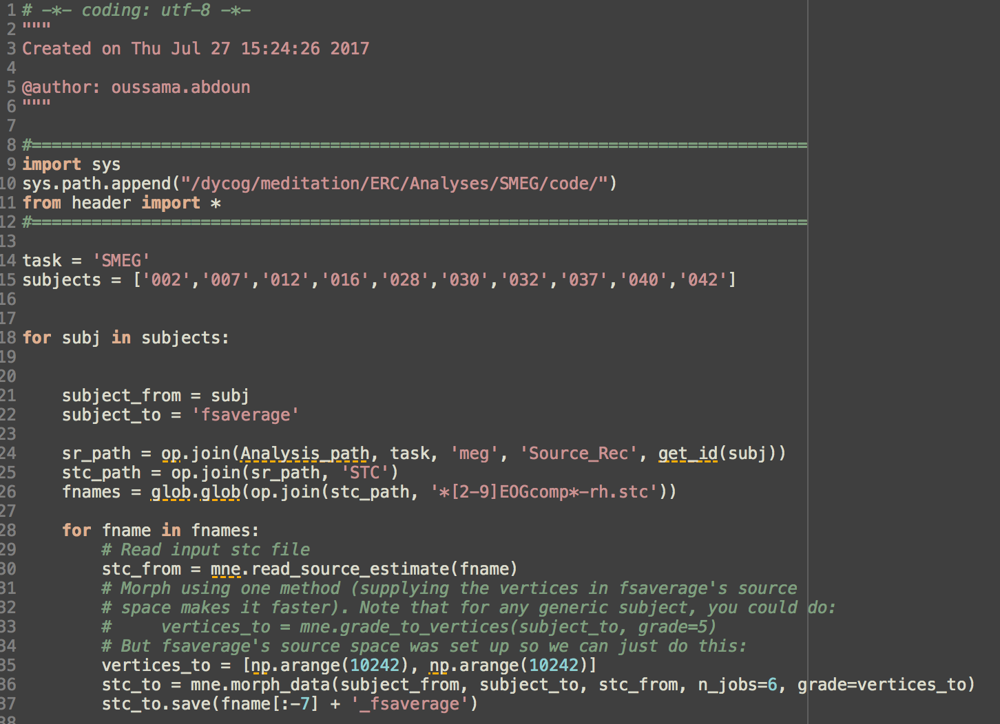 1 # -*- coding: utf-8 -*-
2 """
3 Created on Thu Jul 27 15:24:26 2017
4
5 @author: oussama.abdoun
6 """
7
8 #==============================================================================
9 import sys
10 sys.path.append("/dycog/meditation/ERC/Analyses/SMEG/code/")
11 from header import *
12 #==============================================================================
13
14 task = 'SMEG'
15 subjects = ['002','007','012','016','028','030','032','037','040','042']
16
17
18 for subj in subjects:
19
20
21     subject_from = subj
22     subject_to = 'fsaverage'
23
24     sr_path = op.join(Analysis_path, task, 'meg', 'Source_Rec', get_id(subj))
25     stc_path = op.join(sr_path, 'STC')
26     fnames = glob.glob(op.join(stc_path, '*[2-9]EOGcomp*-rh.stc'))
27
28     for fname in fnames:
29         # Read input stc file
30         stc_from = mne.read_source_estimate(fname)
31         # Morph using one method (supplying the vertices in fsaverage's source
32         # space makes it faster). Note that for any generic subject, you could do:
33         #     vertices_to = mne.grade_to_vertices(subject_to, grade=5)
34         # But fsaverage's source space was set up so we can just do this:
35         vertices_to = [np.arange(10242), np.arange(10242)]
36         stc_to = mne.morph_data(subject_from, subject_to, stc_from, n_jobs=6, grade=vertices_to)
37         stc_to.save(fname[:-7] + '_fsaverage')
38